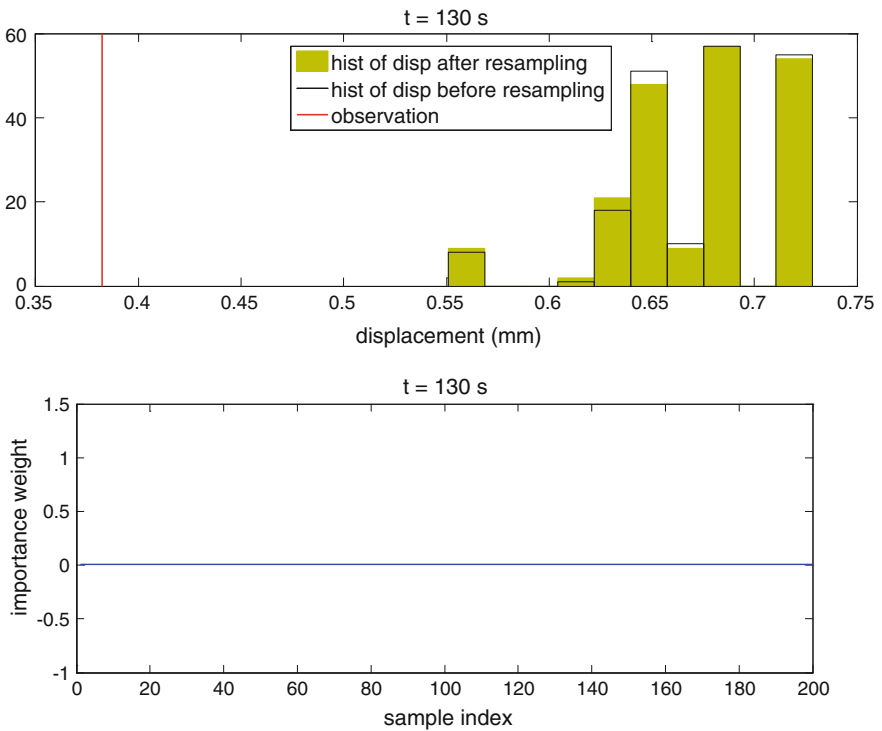 t = 130 s
60
40
20
0
hist of disp after resampling
hist of disp before resampling
observation
0.35 0.4 0.45 0.5 0.55 0.6 0.65 0.7 0.75
displacement (mm)
t = 130 s
importance weight
1.5
1
0.5
0
-0.5
-1
0 20 40 60 80 100 120 140 160 180 200
sample index